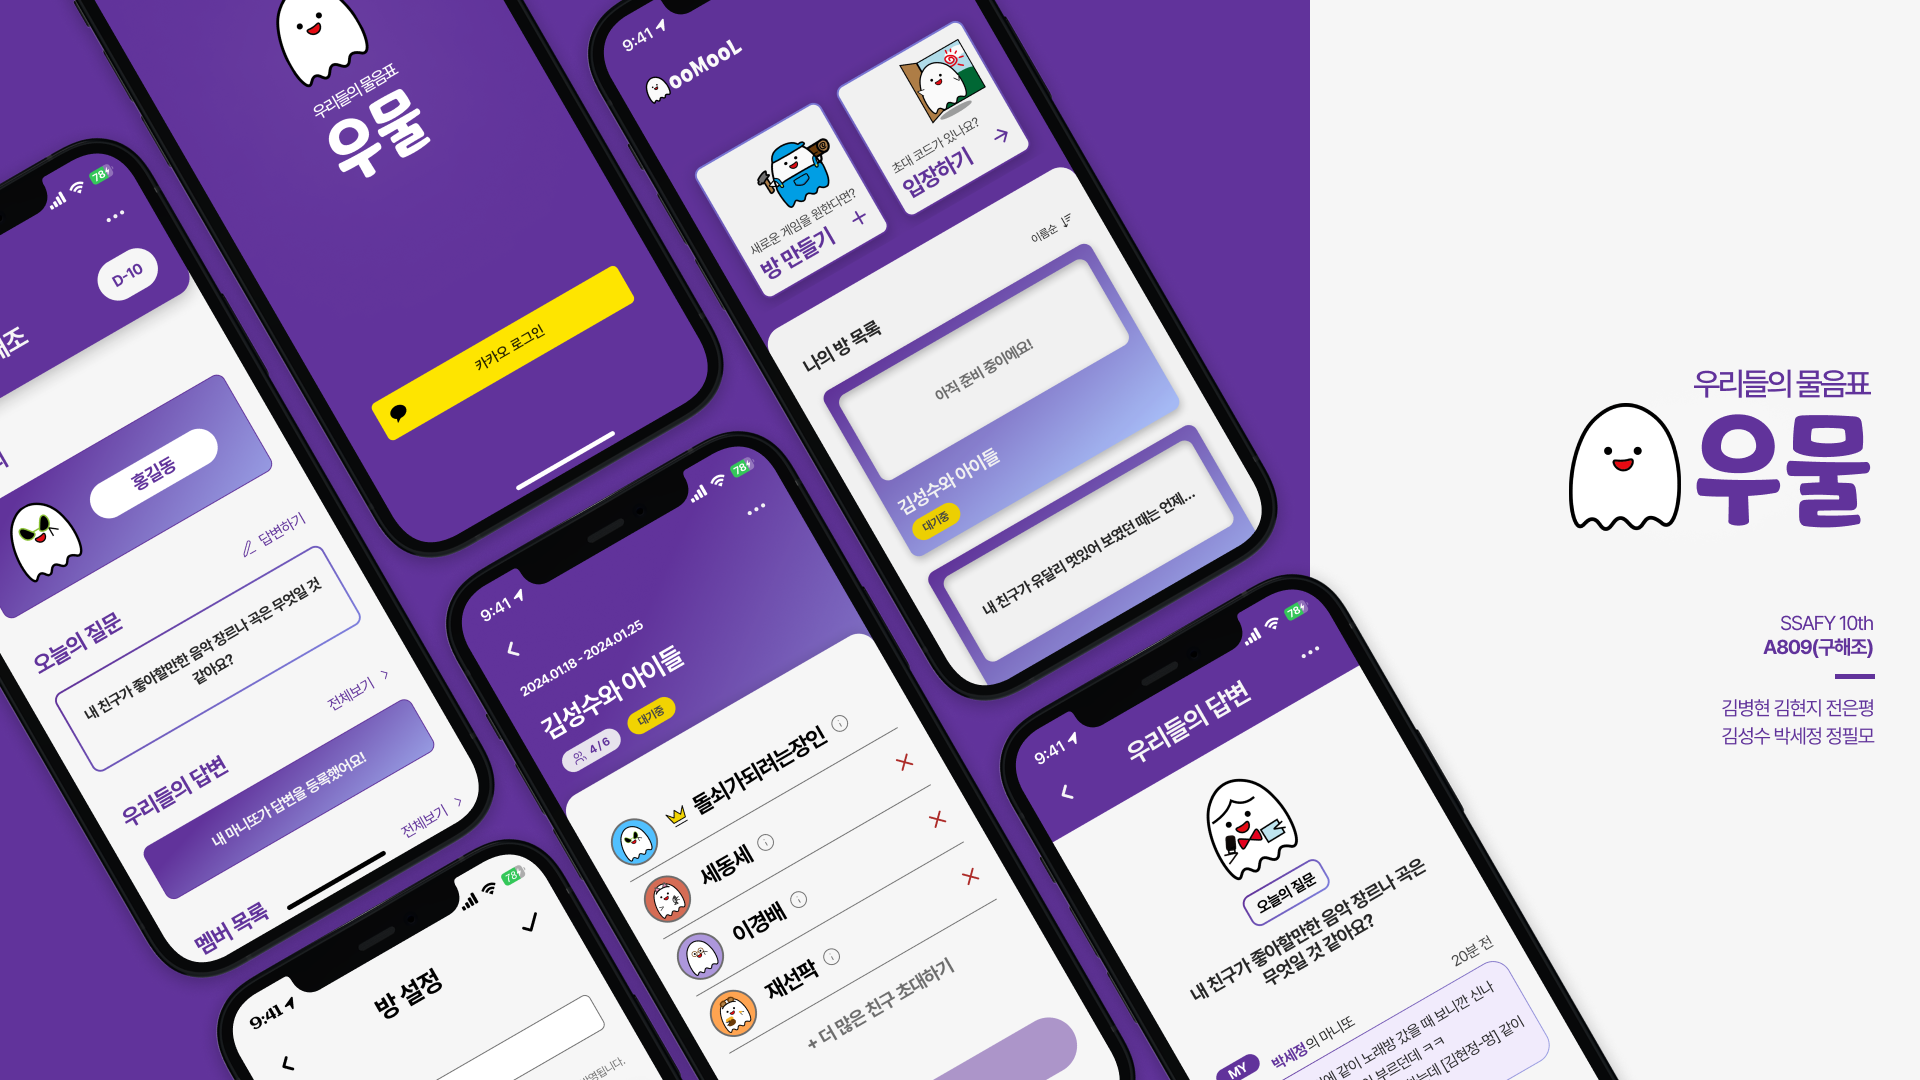 우리들의 물음표
우물
카카오 로그인
9:41
ooMooL
새로운 게임을 원한다면?
방 만들기
초대 코드가 있나요?
입장하기
이름순
나의 방 목록
아직 준비 중이에요!
김성수와 아이들
대기중
내 친구가 유달리 멋있어 보였던 때는 언제...
78
D-10
홍길동
답변하기
오늘의 질문
내 친구가 좋아할만한 음악 장르나 곡은 무엇일 것
같아요?
전체보기
우리들의 답변
내 마니또가 답변을 등록했어요!
전체보기
멤버 목록
9:41
78
방 설정
9:41
78
2024.01.18 - 2024.01.25
김성수와 아이들
4 / 6
대기중
돌쇠가되려는장인
세동세
이경배
재선팍
+ 더 많은 친구 초대하기
9:41
78
우리들의 답변
오늘의 질문
내 친구가 좋아할만한 음악 장르나 곡은
무엇일 것 같아요?
20분 전
MY
박세정의 마니또
같이 노래방 갔을 때 보니깐 신나
부르던데 ㅋㅋ
[김현정-멍] 같이
우리들의 물음표
우물
SSAFY 10th
A809(구해조)
김병현 김현지 전은평
김성수 박세정 정필모